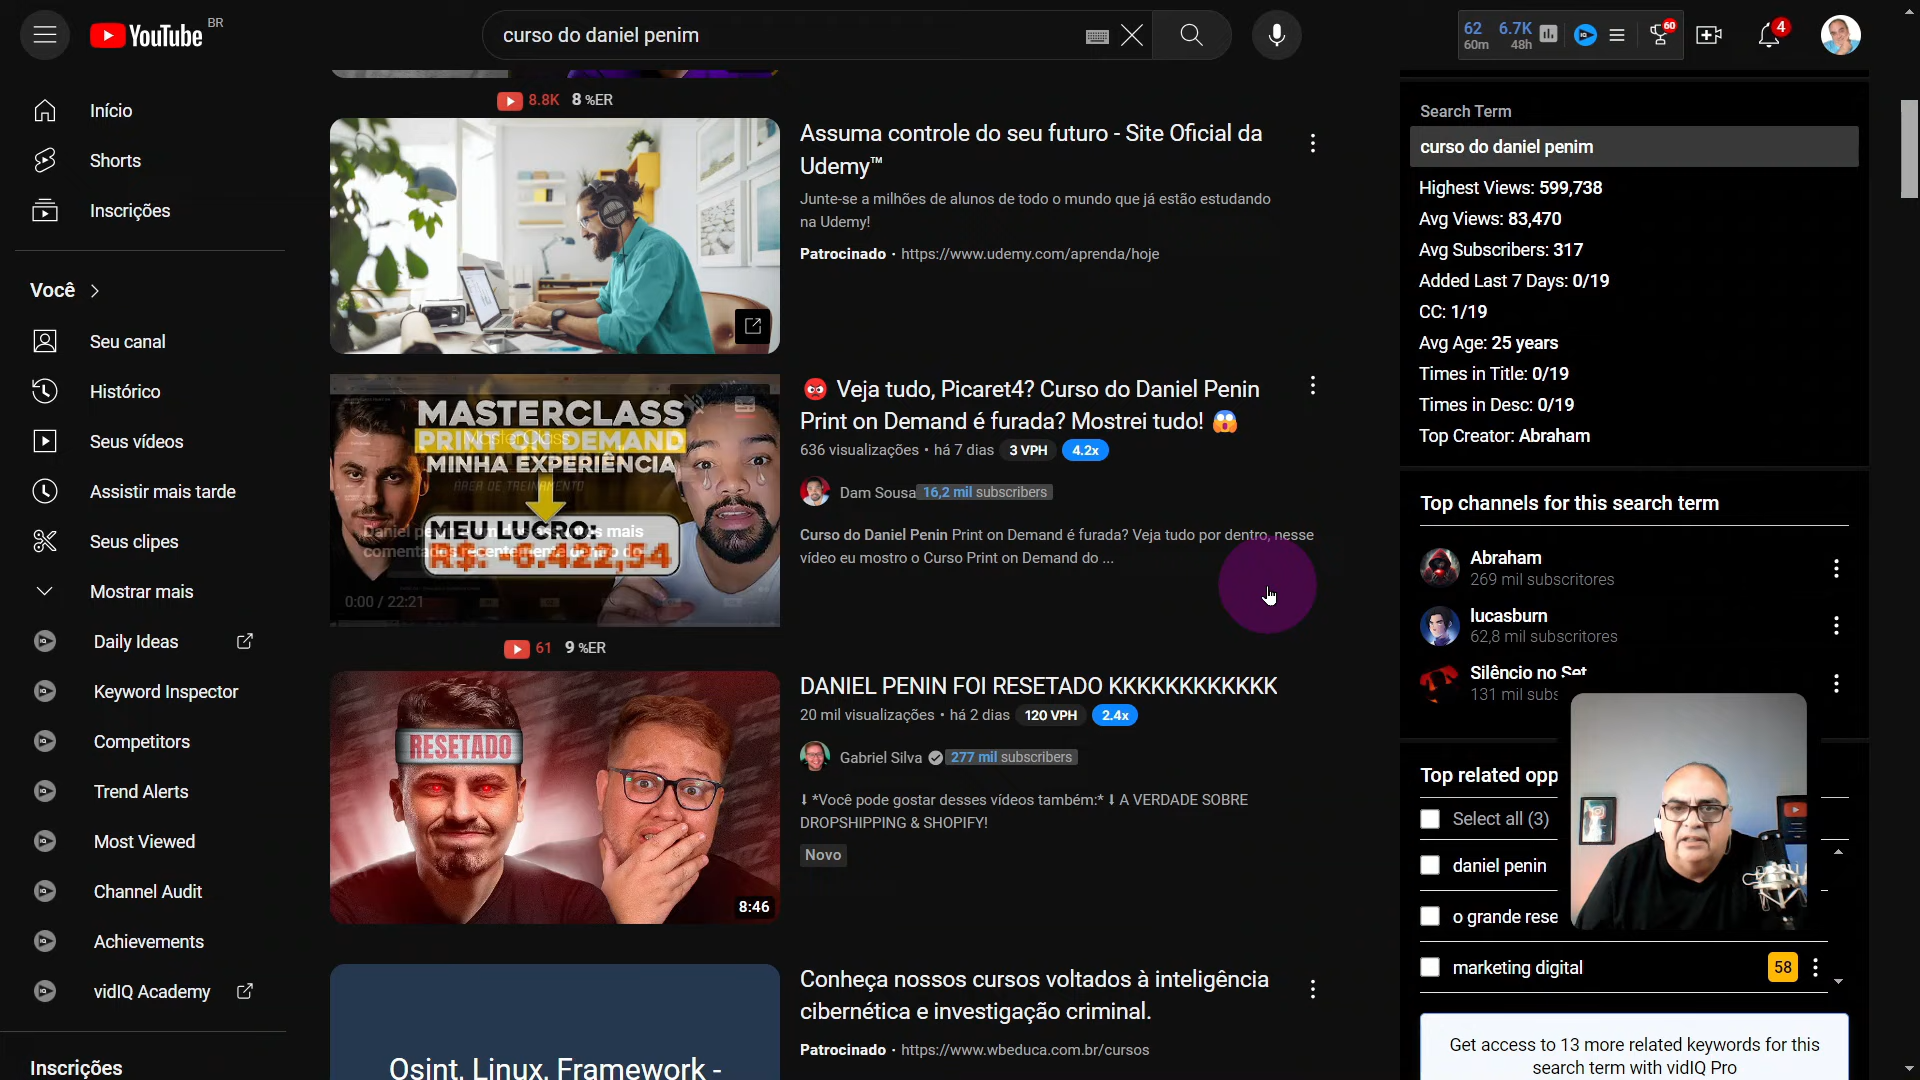 YouTube BR
curso do daniel penim
62 6.7K
60m 48h
60
4
Início
Shorts
Inscrições
Você
Seu canal
Histórico
Seus vídeos
Assistir mais tarde
Seus clipes
Mostrar mais
Daily Ideas
Keyword Inspector
Competitors
Trend Alerts
Most Viewed
Channel Audit
Achievements
vidIQ Academy
Inscrições
8.8K 8 %ER
Assuma controle do seu futuro - Site Oficial da
Udemy™
Junte-se a milhões de alunos de todo o mundo que já estão estudando
na Udemy!
Patrocinado · https://www.udemy.com/aprenda/hoje
MASTERCLASS
PRINT ON DEMAND
MasterClass
MINHA EXPERIÊNCIA
ÁREA DE TREINAMENTO
MEU LUCRO:
R$: -6.422,54
0:00 / 22:21
😡 Veja tudo, Picaret4? Curso do Daniel Penin
Print on Demand é furada? Mostrei tudo! 😱
636 visualizações · há 7 dias 3 VPH 4.2x
Dam Sousa 16,2 mil subscribers
Curso do Daniel Penin Print on Demand é furada? Veja tudo por dentro, nesse
vídeo eu mostro o Curso Print on Demand do ...
61 9 %ER
RESETADO
8:46
DANIEL PENIN FOI RESETADO KKKKKKKKKKKK
20 mil visualizações · há 2 dias 120 VPH 2.4x
Gabriel Silva 277 mil subscribers
⬇ *Você pode gostar desses vídeos também:* ⬇ A VERDADE SOBRE
DROPSHIPPING & SHOPIFY!
Novo
Osint, Linux, Framework -
Conheça nossos cursos voltados à inteligência
cibernética e investigação criminal.
Patrocinado · https://www.wbeduca.com.br/cursos
Search Term
curso do daniel penim
Highest Views: 599,738
Avg Views: 83,470
Avg Subscribers: 317
Added Last 7 Days: 0/19
CC: 1/19
Avg Age: 25 years
Times in Title: 0/19
Times in Desc: 0/19
Top Creator: Abraham
Top channels for this search term
Abraham
269 mil subscritores
lucasburn
62,8 mil subscritores
Silêncio no Set
131 mil subs
Top related opp
Select all (3)
daniel penin
o grande rese
marketing digital 58
Get access to 13 more related keywords for this
search term with vidIQ Pro